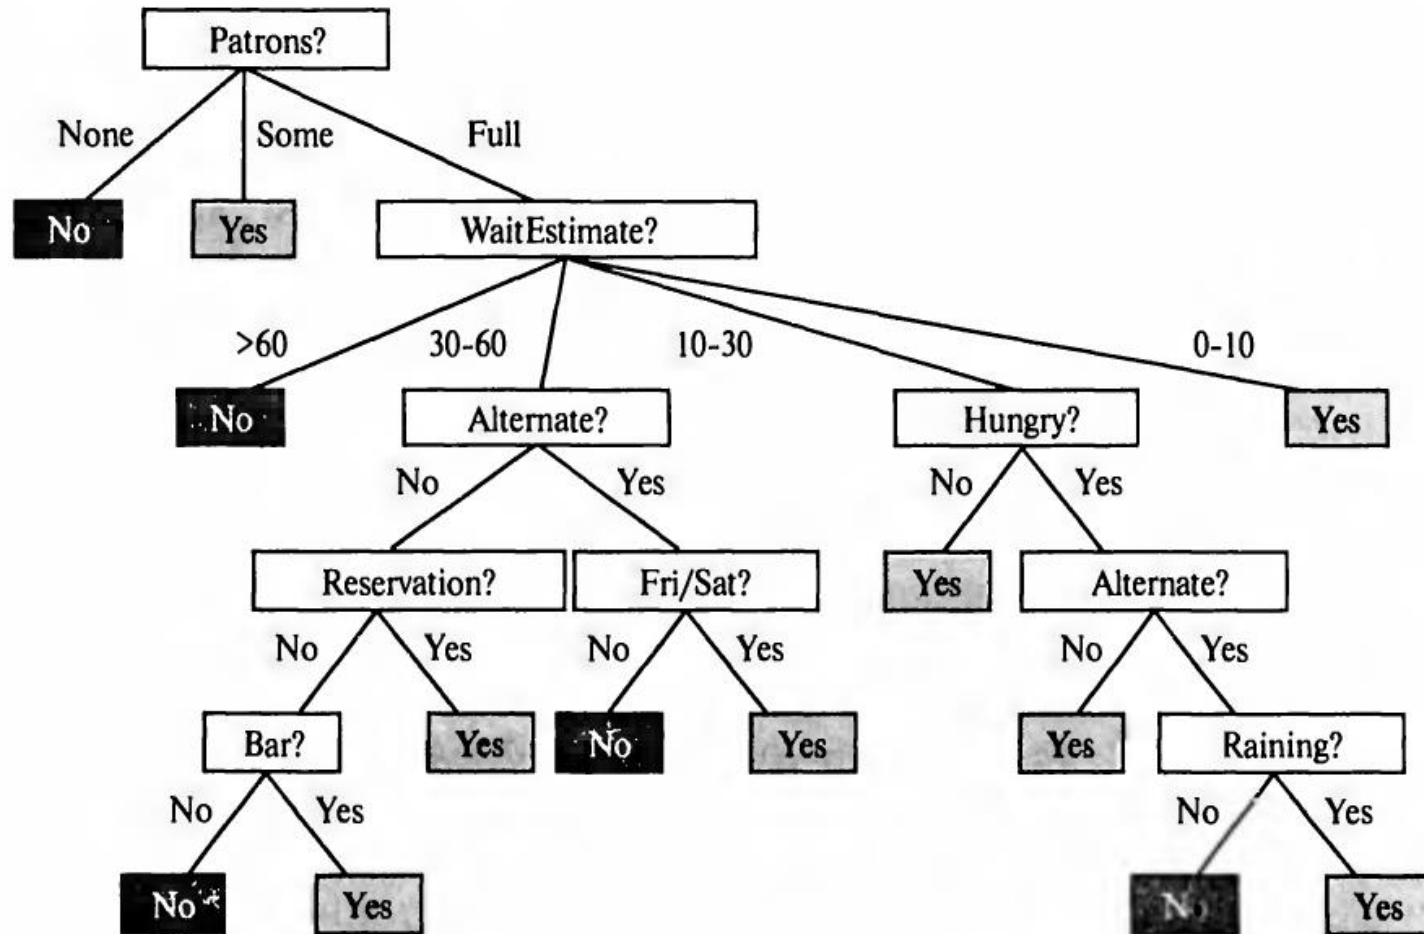 Patrons?
None Some Full
No Yes WaitEstimate?
>60 30-60 10-30 0-10
No Alternate? Hungry? Yes
No Yes No Yes
Reservation? Fri/Sat? Yes Alternate?
No Yes No Yes No Yes
Bar? Yes No Yes Yes Raining?
No Yes No Yes
No Yes No Yes